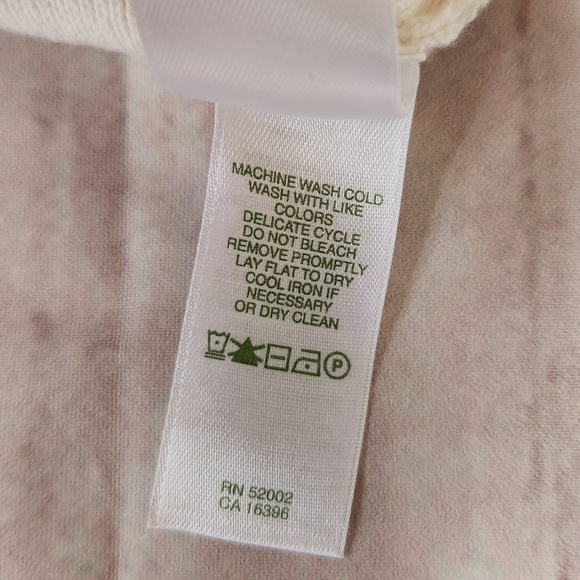 MACHINE WASH COLD
WASH WITH LIKE
COLORS
DELICATE CYCLE
DO NOT BLEACH
REMOVE PROMPTLY
LAY FLAT TO DRY
COOL IRON IF
NECESSARY
OR DRY CLEAN
P
RN 52002
CA 16396